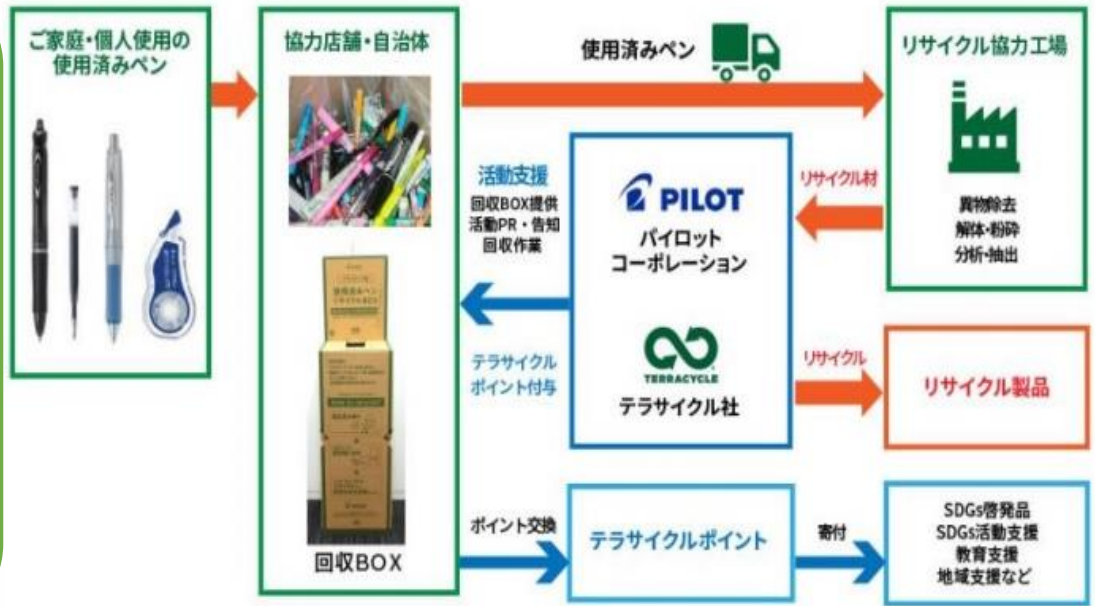 ご家庭・個人使用の
使用済みペン
協力店舗・自治体
回収BOX
使用済みペン
リサイクル協力工場
異物除去
解体・粉砕
分析・抽出
リサイクル材
活動支援
回収BOX提供
活動PR・告知
回収作業
PILOT
パイロット
コーポレーション
TERRACYCLE
テラサイクル社
テラサイクル
ポイント付与
リサイクル
リサイクル製品
ポイント交換
テラサイクルポイント
寄付
SDGs啓発品
SDGs活動支援
教育支援
地域支援など